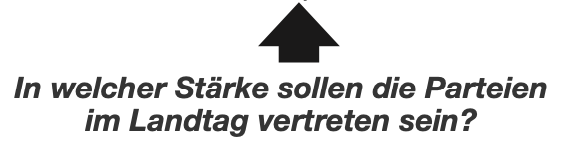 In welcher Stärke sollen die Parteien
im Landtag vertreten sein?